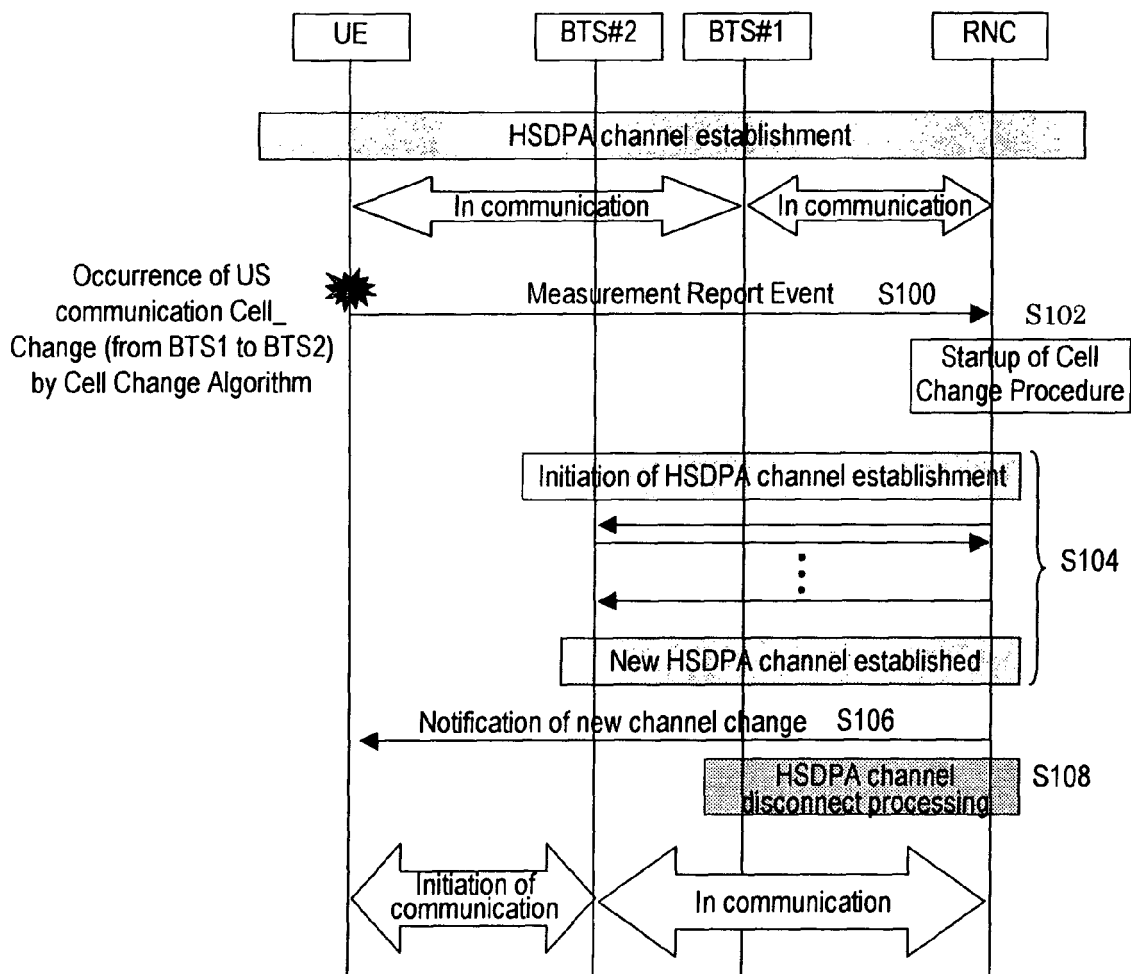 UE
BTS#2
BTS#1
RNC
HSDPA channel establishment
In communication
In communication
Occurrence of US
communication Cell_
Change (from BTS1 to BTS2)
by Cell Change Algorithm
Measurement Report Event
S100
S102
Startup of Cell
Change Procedure
Initiation of HSDPA channel establishment
S104
New HSDPA channel established
Notification of new channel change
S106
HSDPA channel
disconnect processing
S108
Initiation of
communication
In communication